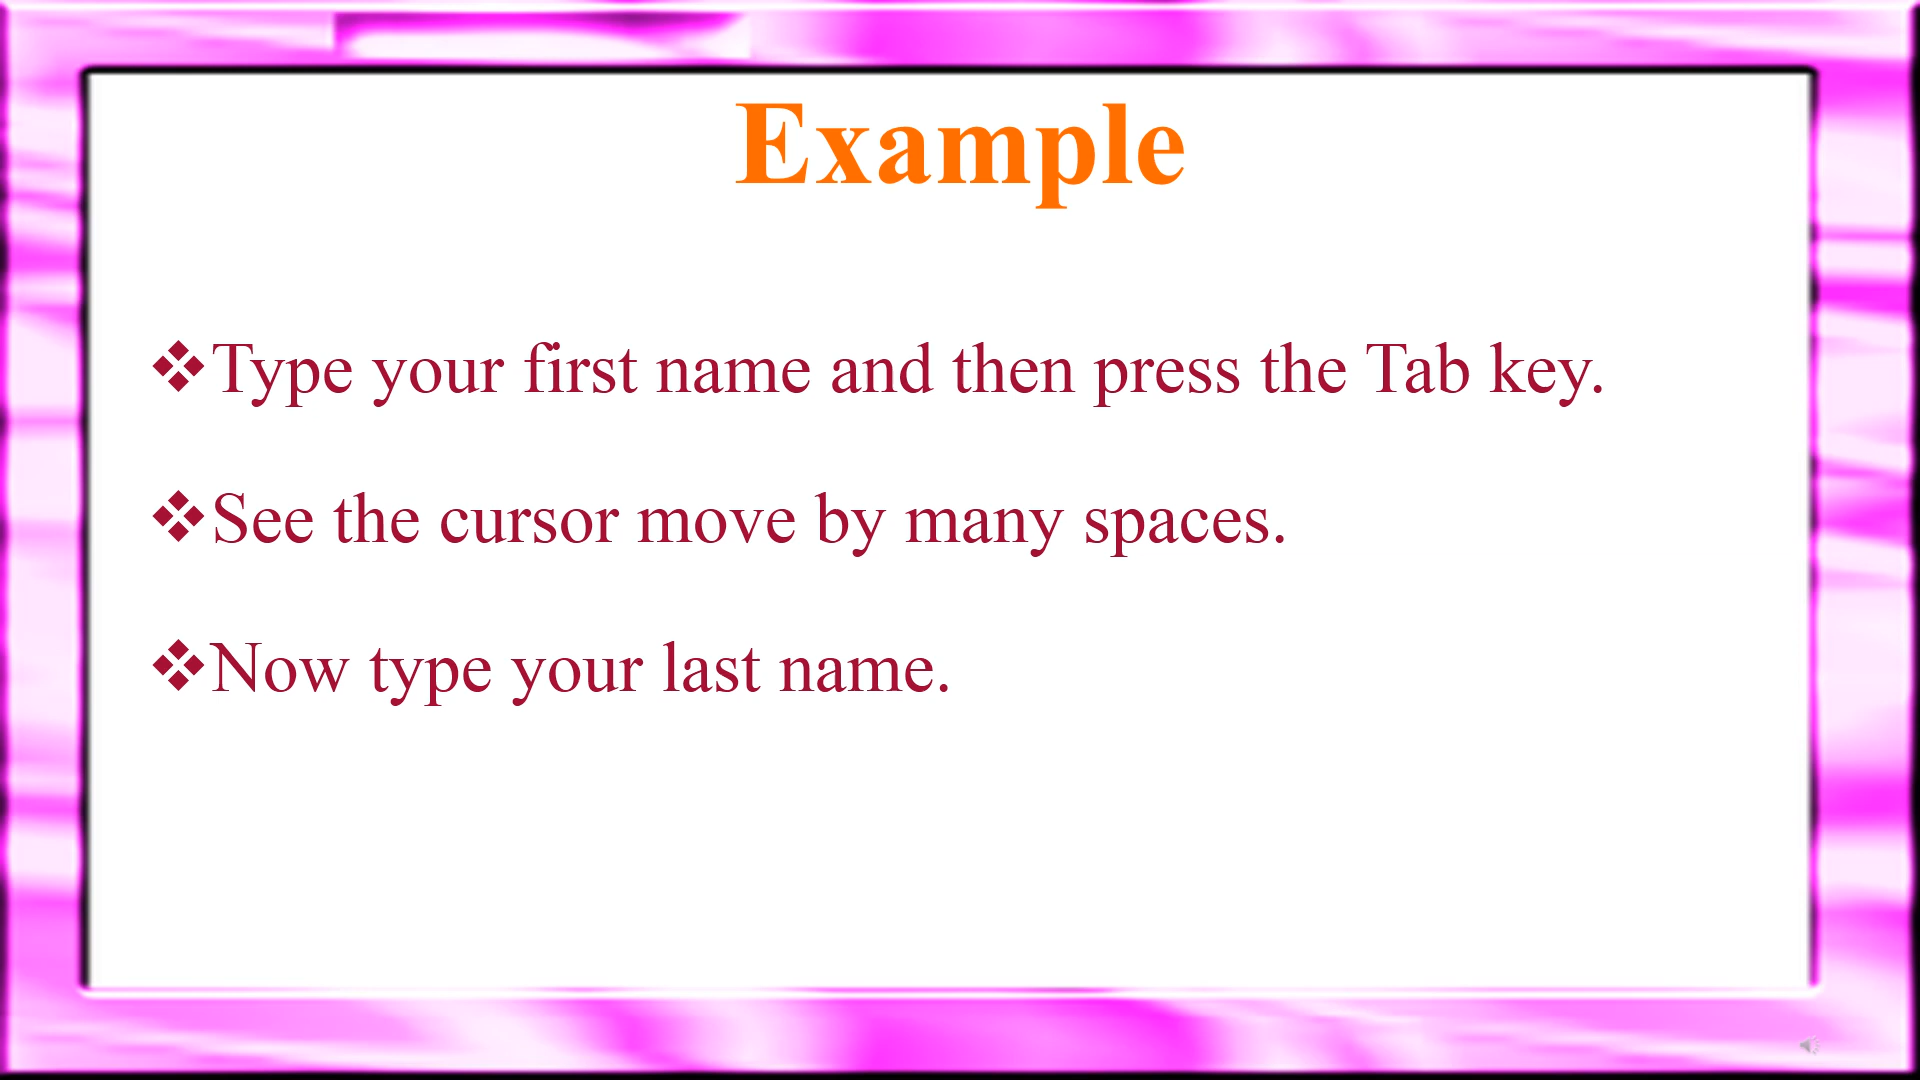 Example
❖Type your first name and then press the Tab key.
❖See the cursor move by many spaces.
❖Now type your last name.